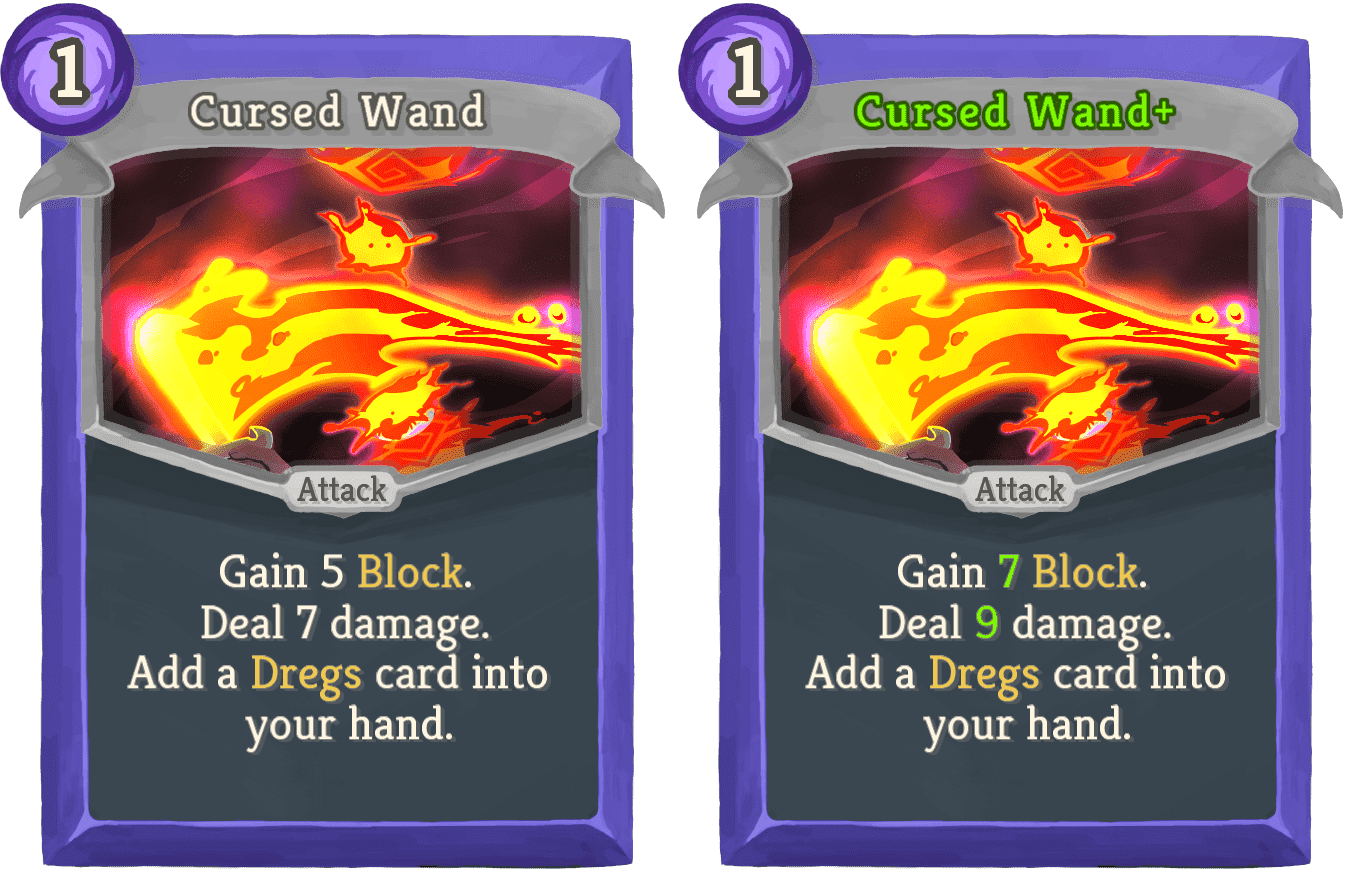 1
Cursed Wand
Attack
Gain 5 Block.
Deal 7 damage.
Add a Dregs card into
your hand.
1
Cursed Wand+
Attack
Gain 7 Block.
Deal 9 damage.
Add a Dregs card into
your hand.